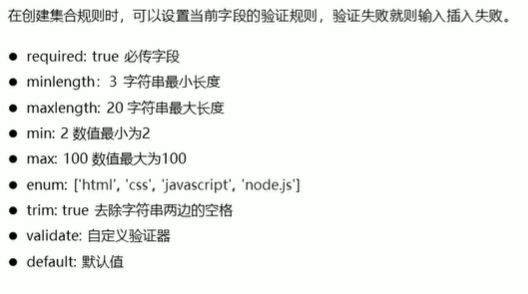 在创建集合规则时，可以设置当前字段的验证规则，验证失败就则输入插入失败。
● required: true 必传字段
● minlength：3 字符串最小长度
● maxlength: 20 字符串最大长度
● min: 2 数值最小为2
● max: 100 数值最大为100
● enum: ['html', 'css', 'javascript', 'node.js']
● trim: true 去除字符串两边的空格
● validate: 自定义验证器
● default: 默认值